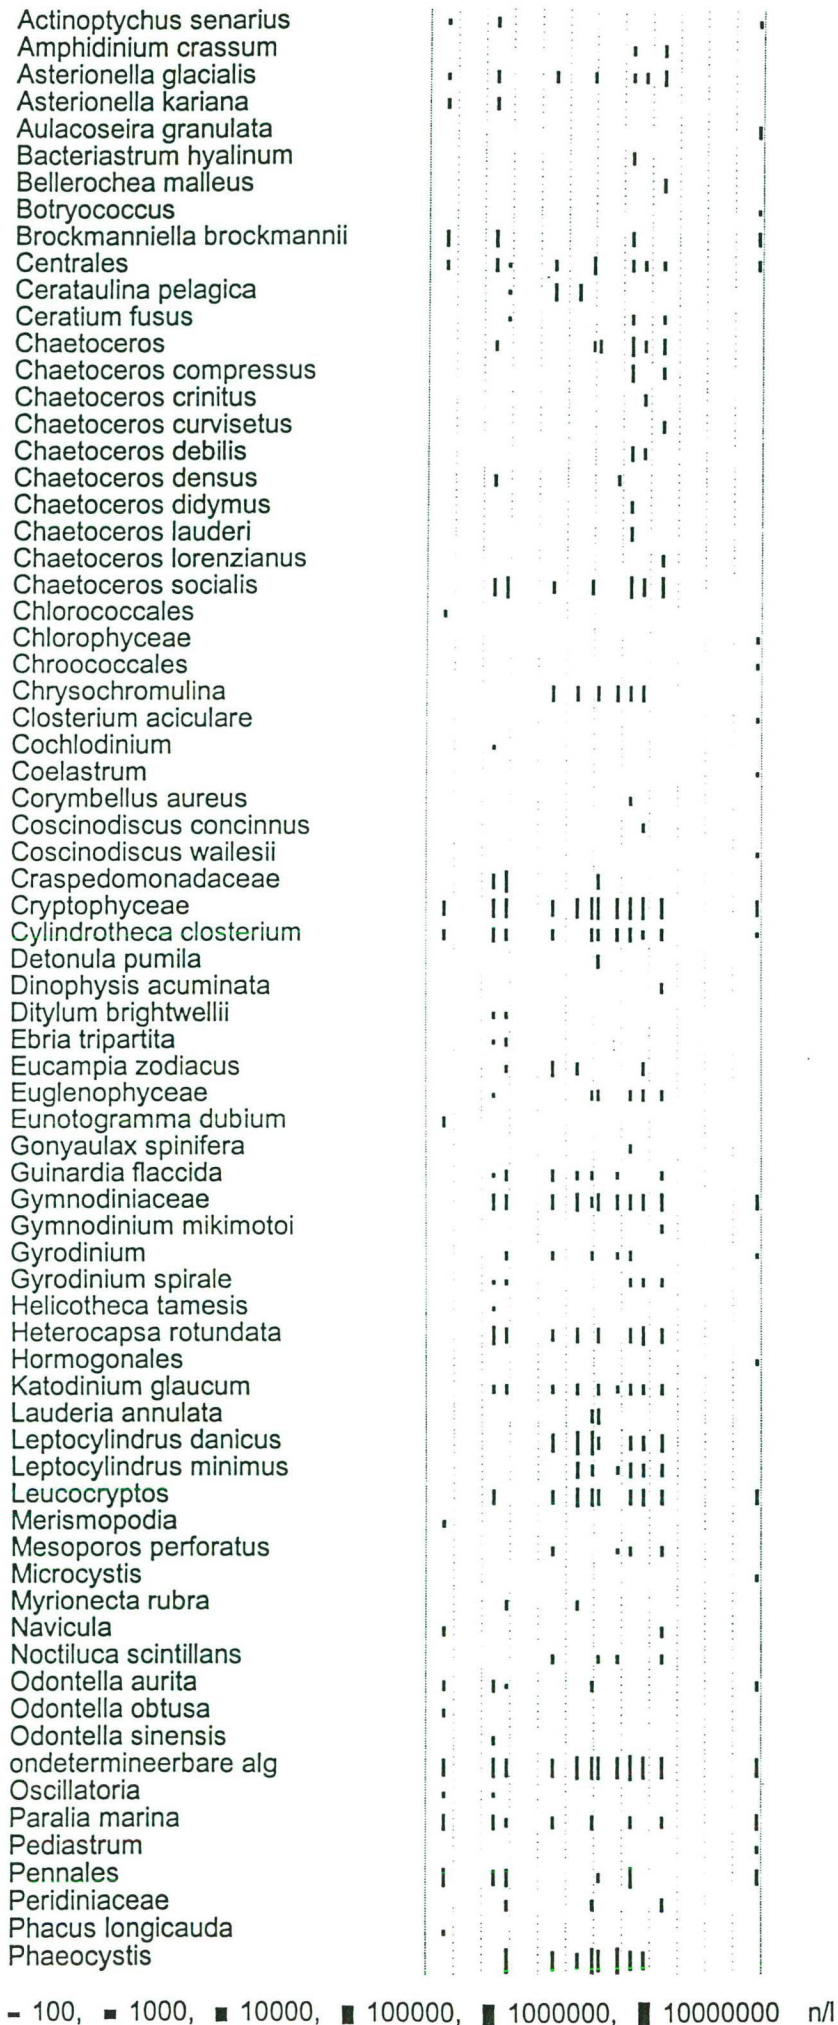 Actinoptychus senarius
Amphidinium crassum
Asterionella glacialis
Asterionella kariana
Aulacoseira granulata
Bacteriastrum hyalinum
Bellerochea malleus
Botryococcus
Brockmanniella brockmannii
Centrales
Cerataulina pelagica
Ceratium fusus
Chaetoceros
Chaetoceros compressus
Chaetoceros crinitus
Chaetoceros curvisetus
Chaetoceros debilis
Chaetoceros densus
Chaetoceros didymus
Chaetoceros lauderi
Chaetoceros lorenzianus
Chaetoceros socialis
Chlorococcales
Chlorophyceae
Chroococcales
Chrysochromulina
Closterium aciculare
Cochlodinium
Coelastrum
Corymbellus aureus
Coscinodiscus concinnus
Coscinodiscus wailesii
Craspedomonadaceae
Cryptophyceae
Cylindrotheca closterium
Detonula pumila
Dinophysis acuminata
Ditylum brightwellii
Ebria tripartita
Eucampia zodiacus
Euglenophyceae
Eunotogramma dubium
Gonyaulax spinifera
Guinardia flaccida
Gymnodiniaceae
Gymnodinium mikimotoi
Gyrodinium
Gyrodinium spirale
Helicotheca tamesis
Heterocapsa rotundata
Hormogonales
Katodinium glaucum
Lauderia annulata
Leptocylindrus danicus
Leptocylindrus minimus
Leucocryptos
Merismopodia
Mesoporos perforatus
Microcystis
Myrionecta rubra
Navicula
Noctiluca scintillans
Odontella aurita
Odontella obtusa
Odontella sinensis
ondetermineerbare alg
Oscillatoria
Paralia marina
Pediastrum
Pennales
Peridiniaceae
Phacus longicauda
Phaeocystis
100, 1000, 10000, 100000, 1000000, 10000000 n/l